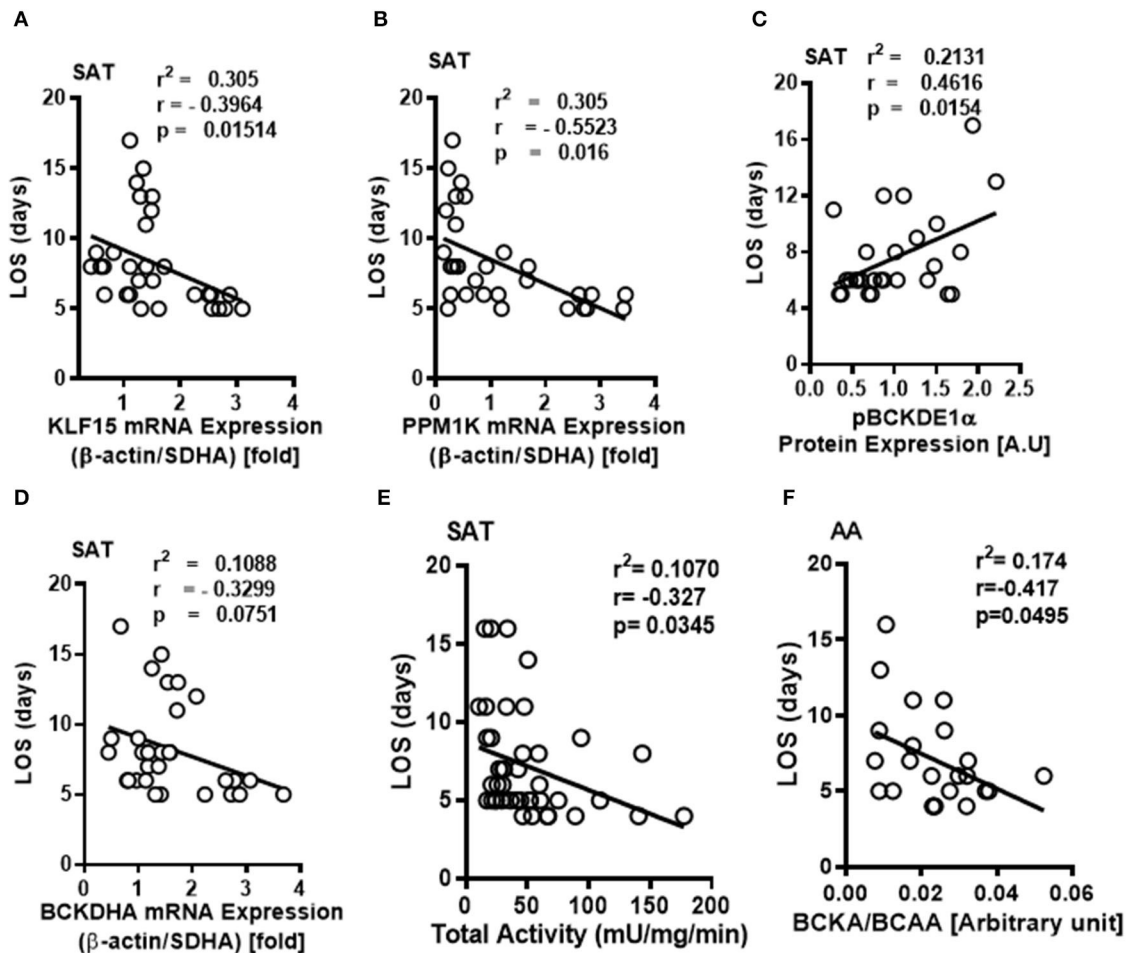 A
SAT
r² = 0.305
r = - 0.3964
p = 0.01514
20
15
10
5
0
LOS (days)
1 2 3 4
KLF15 mRNA Expression
(β-actin/SDHA) [fold]
B
SAT
r² = 0.305
r = - 0.5523
p = 0.016
20
15
10
5
0
LOS (days)
0 1 2 3 4
PPM1K mRNA Expression
(β-actin/SDHA) [fold]
C
SAT
r² = 0.2131
r = 0.4616
p = 0.0154
20
16
12
8
4
0
LOS (days)
0.0 0.5 1.0 1.5 2.0 2.5
pBCKDE1α
Protein Expression [A.U]
D
SAT
r² = 0.1088
r = - 0.3299
p = 0.0751
20
15
10
5
0
LOS (days)
0 1 2 3 4
BCKDHA mRNA Expression
(β-actin/SDHA) [fold]
E
SAT
r²= 0.1070
r= -0.327
p= 0.0345
20
15
10
5
0
LOS (days)
0 50 100 150 200
Total Activity (mU/mg/min)
F
AA
r²= 0.174
r=-0.417
p=0.0495
20
15
10
5
0
LOS (days)
0.00 0.02 0.04 0.06
BCKA/BCAA [Arbitrary unit]